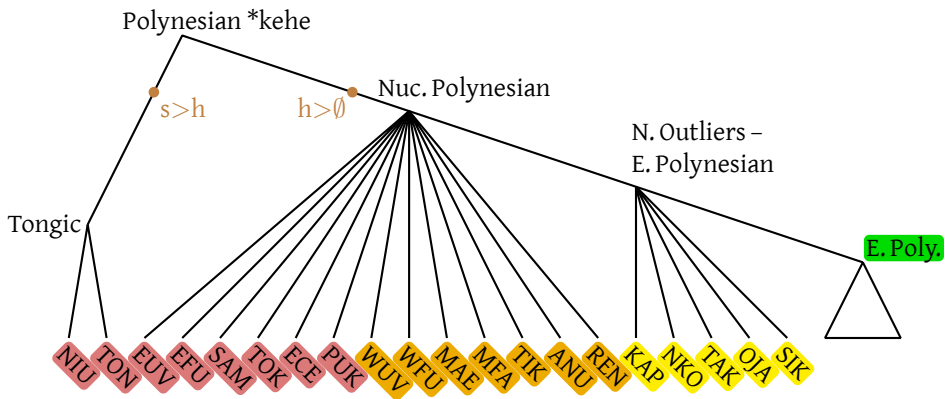 Polynesian *kehe
Nuc. Polynesian
s>h
h>∅
N. Outliers –
E. Polynesian
Tongic
E. Poly.
NIU
TON
EUV
EFU
SAM
TOK
ECE
PUK
WUV
WFU
MAE
MFA
TIK
ANU
REN
KAP
NKO
TAK
OJA
SIK